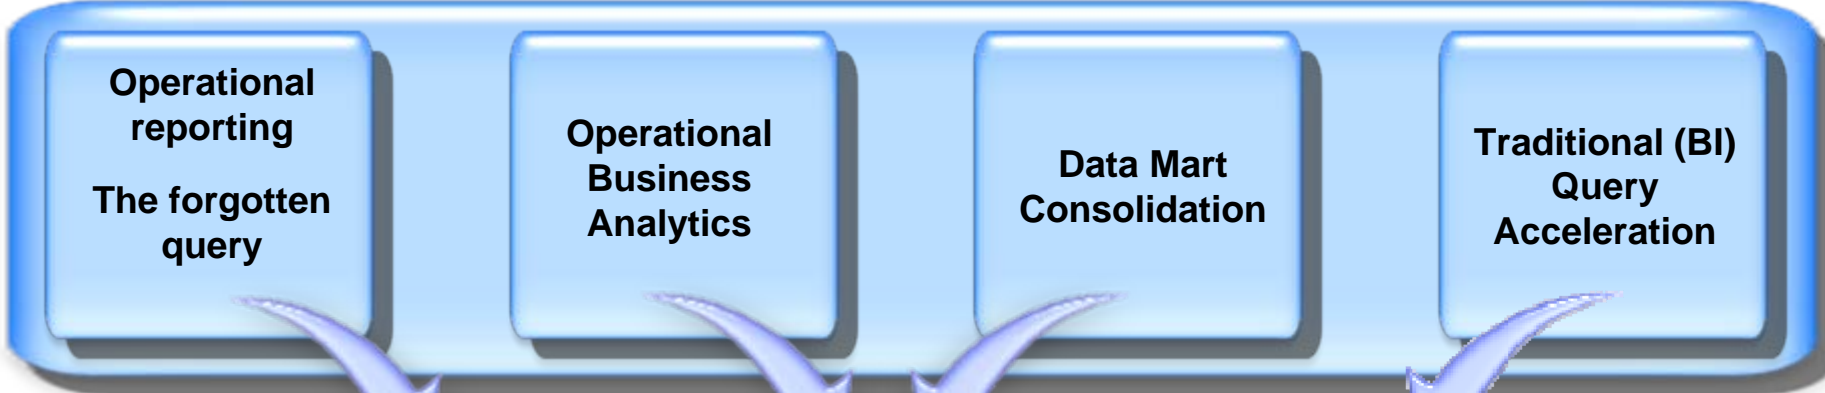 Operational
reporting
The forgotten
query
Operational
Business
Analytics
Data Mart
Consolidation
Traditional (BI)
Query
Acceleration